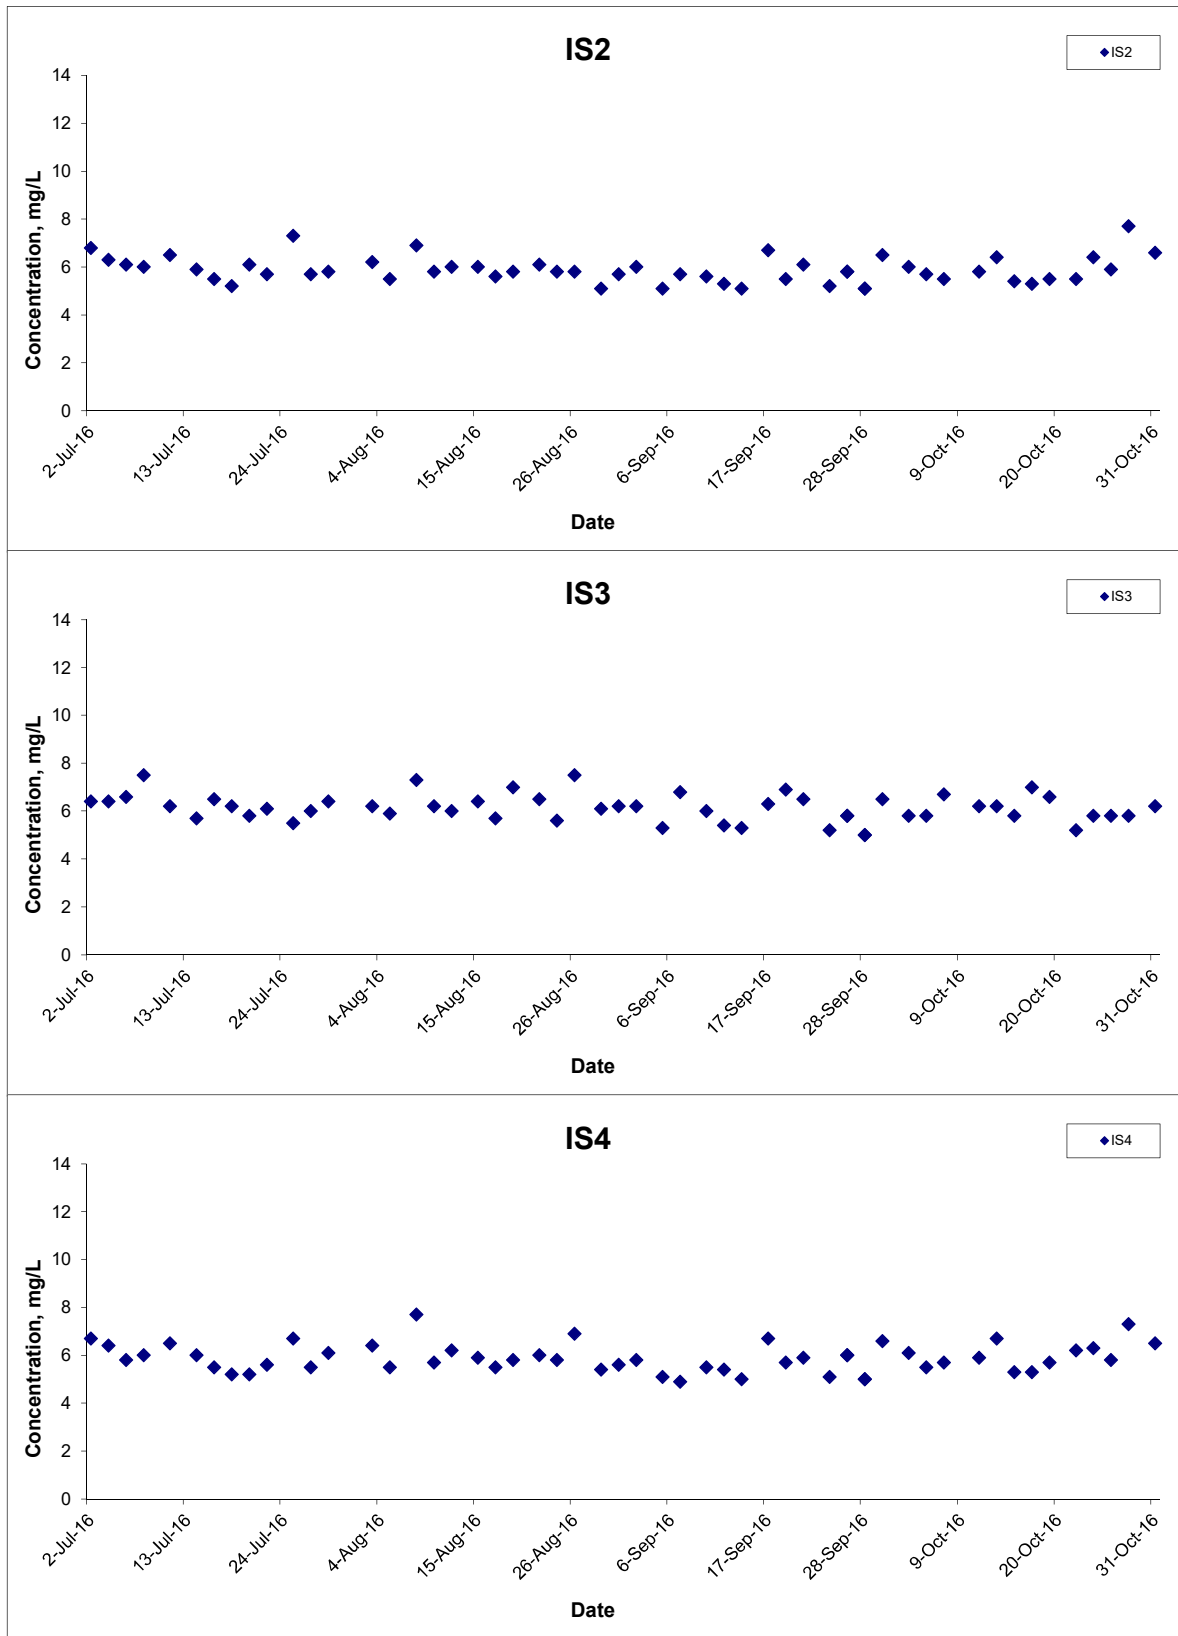 IS2
IS2
Concentration, mg/L
14
12
10
8
6
4
2
0
2-Jul-16
13-Jul-16
24-Jul-16
4-Aug-16
15-Aug-16
26-Aug-16
6-Sep-16
17-Sep-16
28-Sep-16
9-Oct-16
20-Oct-16
31-Oct-16
Date
IS3
IS3
Concentration, mg/L
14
12
10
8
6
4
2
0
2-Jul-16
13-Jul-16
24-Jul-16
4-Aug-16
15-Aug-16
26-Aug-16
6-Sep-16
17-Sep-16
28-Sep-16
9-Oct-16
20-Oct-16
31-Oct-16
Date
IS4
IS4
Concentration, mg/L
14
12
10
8
6
4
2
0
2-Jul-16
13-Jul-16
24-Jul-16
4-Aug-16
15-Aug-16
26-Aug-16
6-Sep-16
17-Sep-16
28-Sep-16
9-Oct-16
20-Oct-16
31-Oct-16
Date